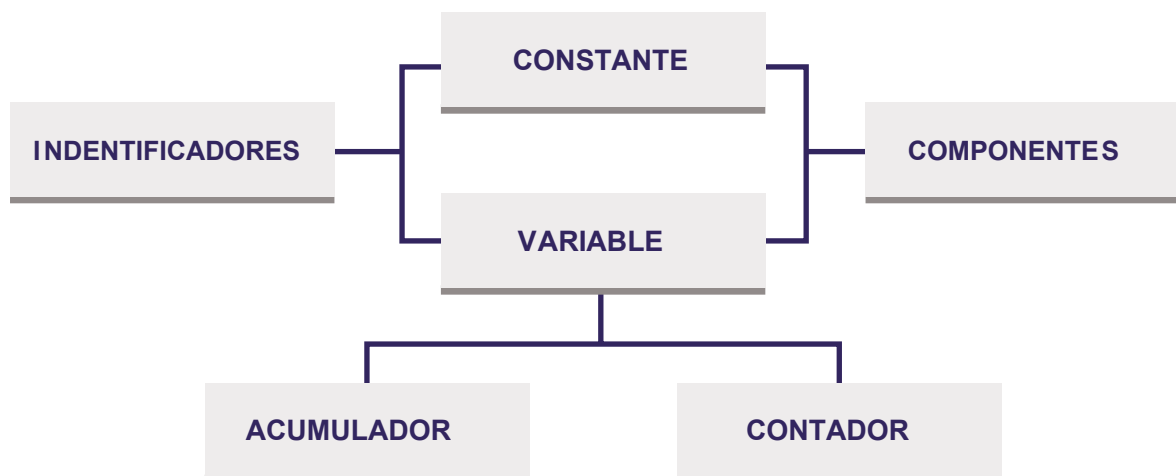 CONSTANTE
INDENTIFICADORES
COMPONENTES
VARIABLE
ACUMULADOR
CONTADOR